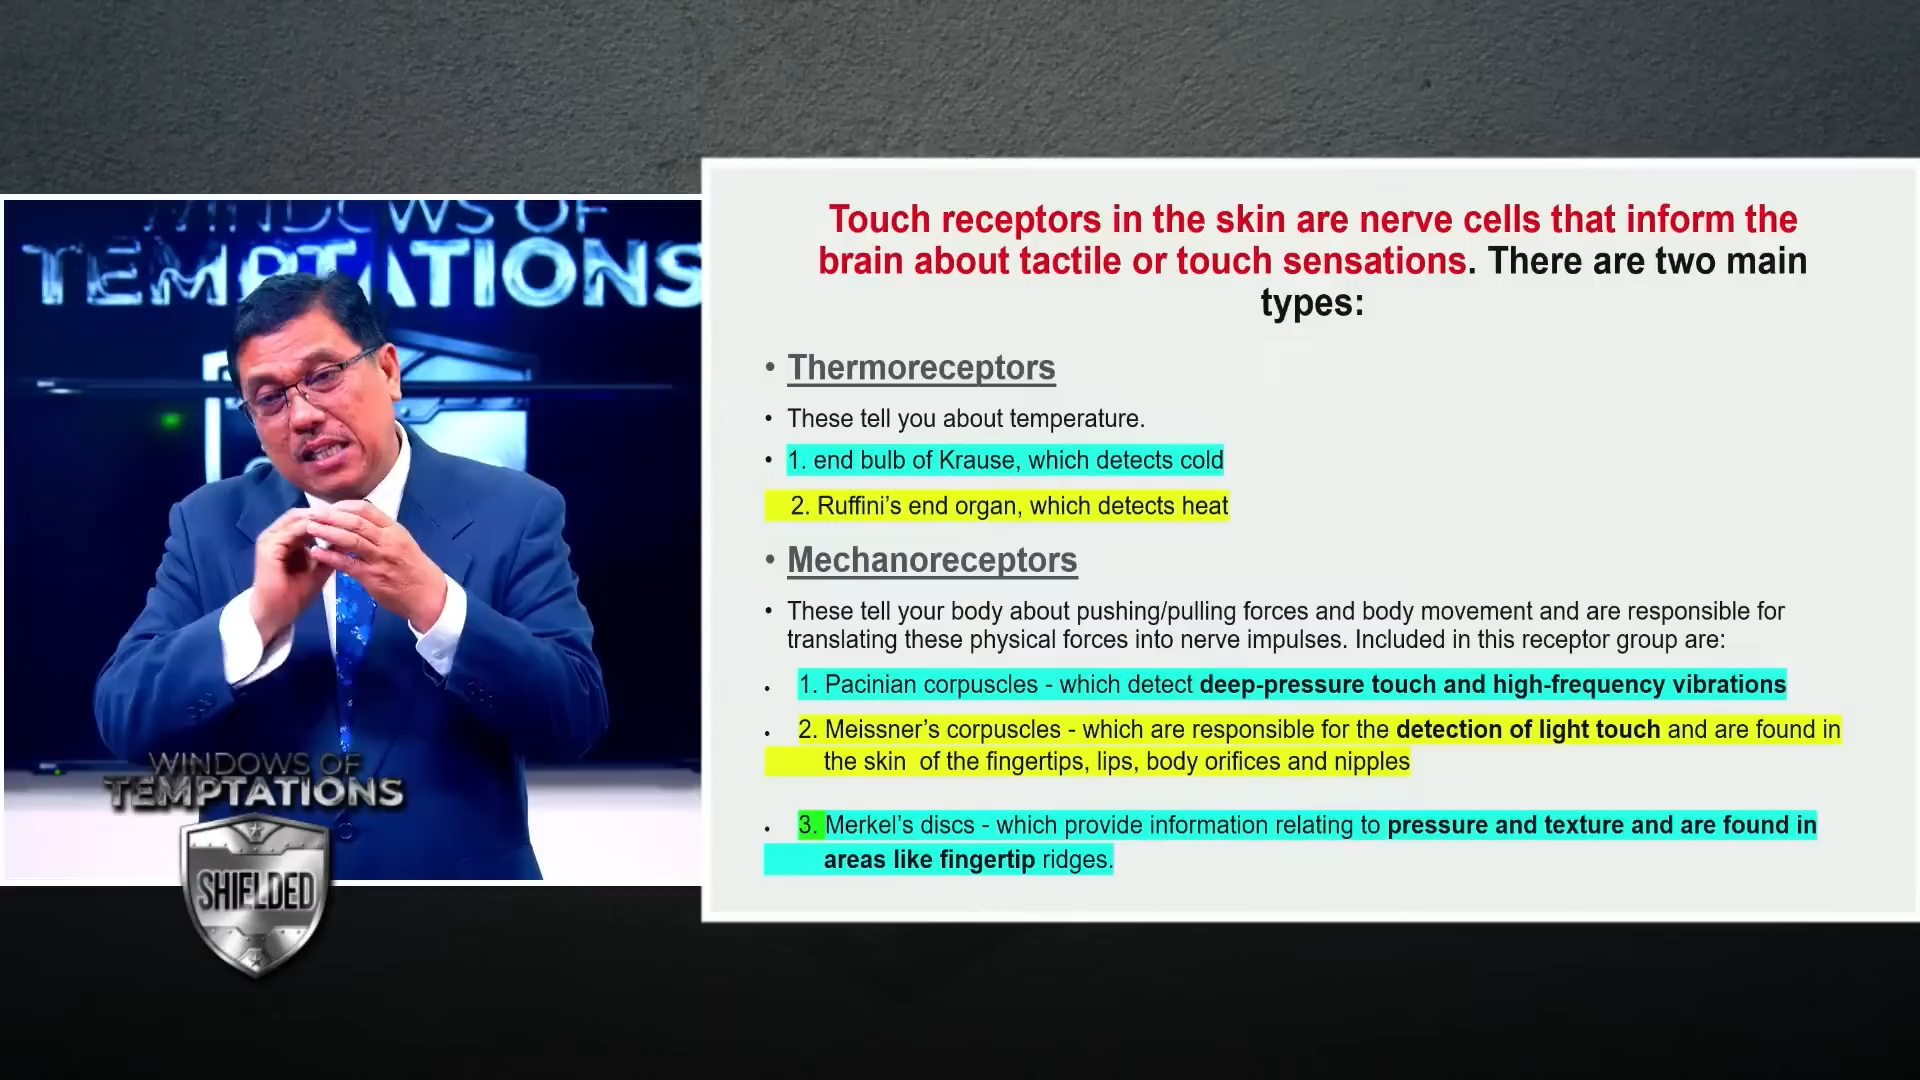 WINDOWS OF
TEMPTATIONS
WINDOWS OF
TEMPTATIONS
SHIELDED
Touch receptors in the skin are nerve cells that inform the
brain about tactile or touch sensations. There are two main
types:
• Thermoreceptors
• These tell you about temperature.
• 1. end bulb of Krause, which detects cold
2. Ruffini’s end organ, which detects heat
• Mechanoreceptors
• These tell your body about pushing/pulling forces and body movement and are responsible for
translating these physical forces into nerve impulses. Included in this receptor group are:
• 1. Pacinian corpuscles - which detect deep-pressure touch and high-frequency vibrations
• 2. Meissner’s corpuscles - which are responsible for the detection of light touch and are found in
the skin of the fingertips, lips, body orifices and nipples
• 3. Merkel’s discs - which provide information relating to pressure and texture and are found in
areas like fingertip ridges.